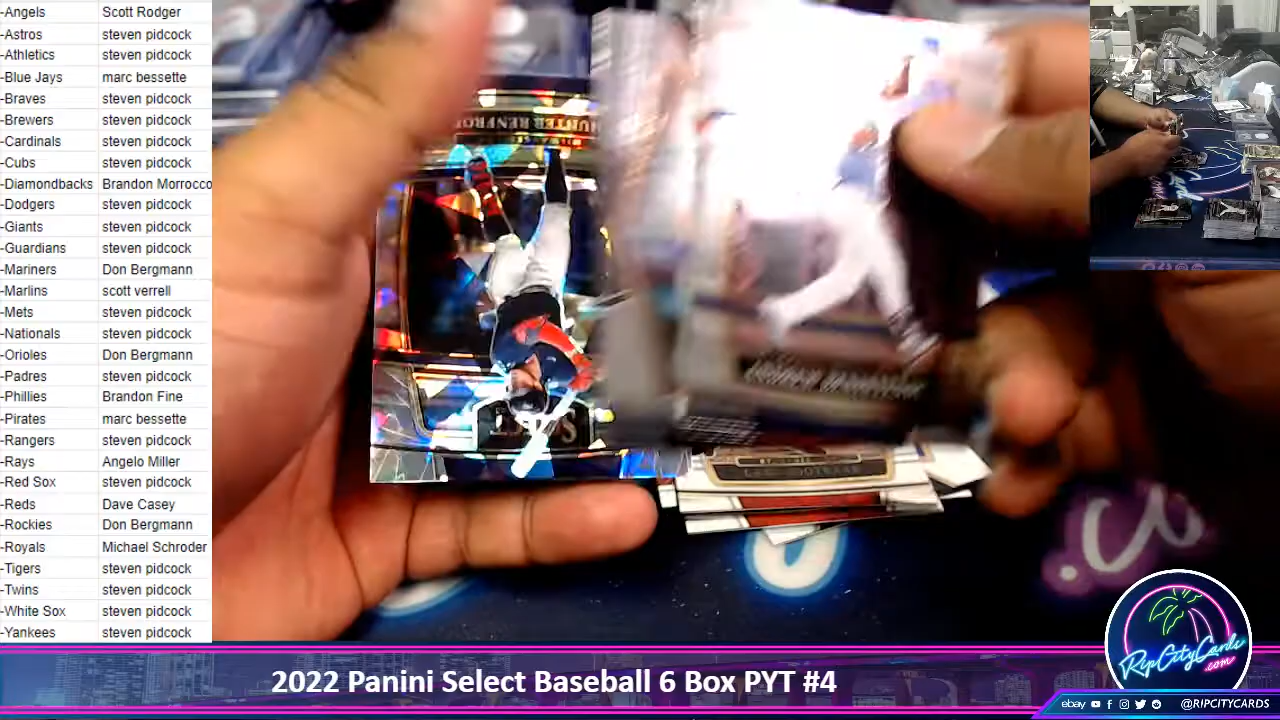 -Angels Scott Rodger
-Astros steven pidcock
-Athletics steven pidcock
-Blue Jays marc bessette
-Braves steven pidcock
-Brewers steven pidcock
-Cardinals steven pidcock
-Cubs steven pidcock
-Diamondbacks Brandon Morrocco
-Dodgers steven pidcock
-Giants steven pidcock
-Guardians steven pidcock
-Mariners Don Bergmann
-Marlins scott verrell
-Mets steven pidcock
-Nationals steven pidcock
-Orioles Don Bergmann
-Padres steven pidcock
-Phillies Brandon Fine
-Pirates marc bessette
-Rangers steven pidcock
-Rays Angelo Miller
-Red Sox steven pidcock
-Reds Dave Casey
-Rockies Don Bergmann
-Royals Michael Schroder
-Tigers steven pidcock
-Twins steven pidcock
-White Sox steven pidcock
-Yankees steven pidcock
HUNTER RENFRO
SELECT
RipCityCards
.com
2022 Panini Select Baseball 6 Box PYT #4
ebay @RIPCITYCARDS